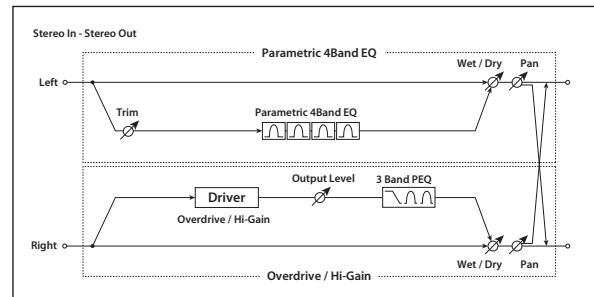 Stereo In - Stereo Out
Parametric 4Band EQ
Wet / Dry
Pan
Left
Trim
Parametric 4Band EQ
Output Level
3 Band PEQ
Driver
Overdrive / Hi-Gain
Right
Wet / Dry
Pan
Overdrive / Hi-Gain